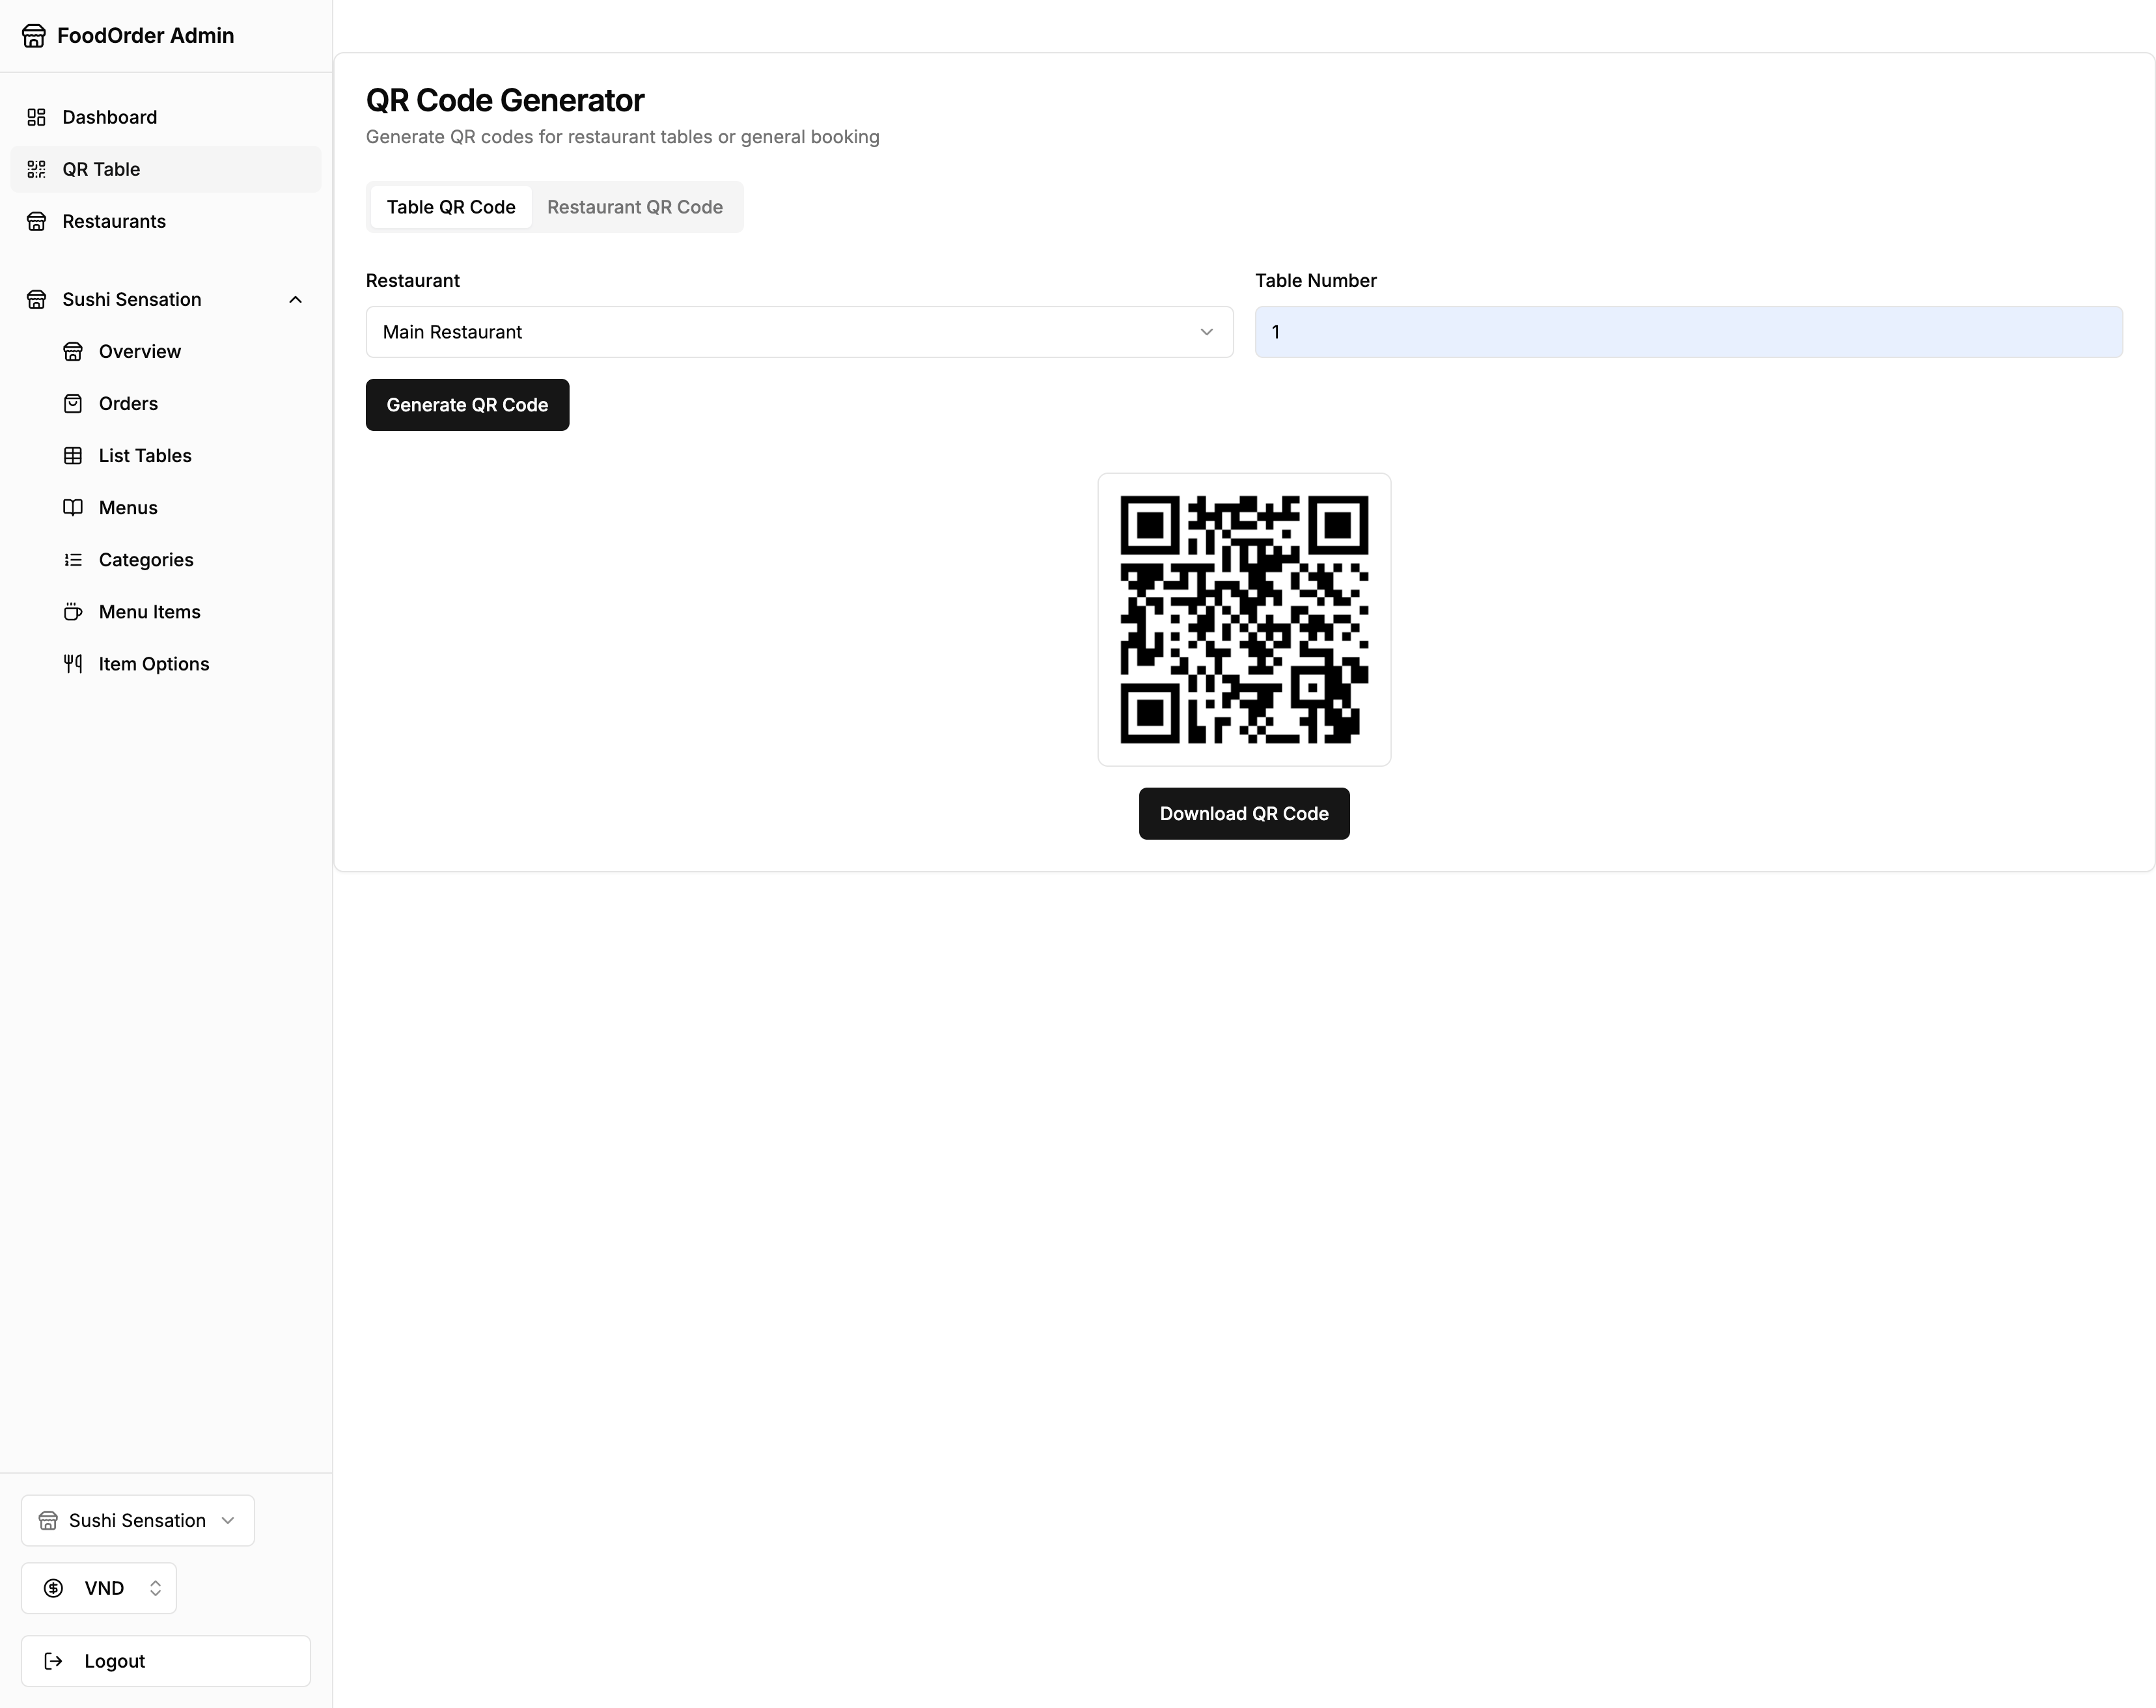 FoodOrder Admin
Dashboard
QR Table
Restaurants
Sushi Sensation
Overview
Orders
List Tables
Menus
Categories
Menu Items
Item Options
Sushi Sensation
VND
Logout
QR Code Generator
Generate QR codes for restaurant tables or general booking
Table QR Code
Restaurant QR Code
Restaurant
Main Restaurant
Table Number
1
Generate QR Code
Download QR Code